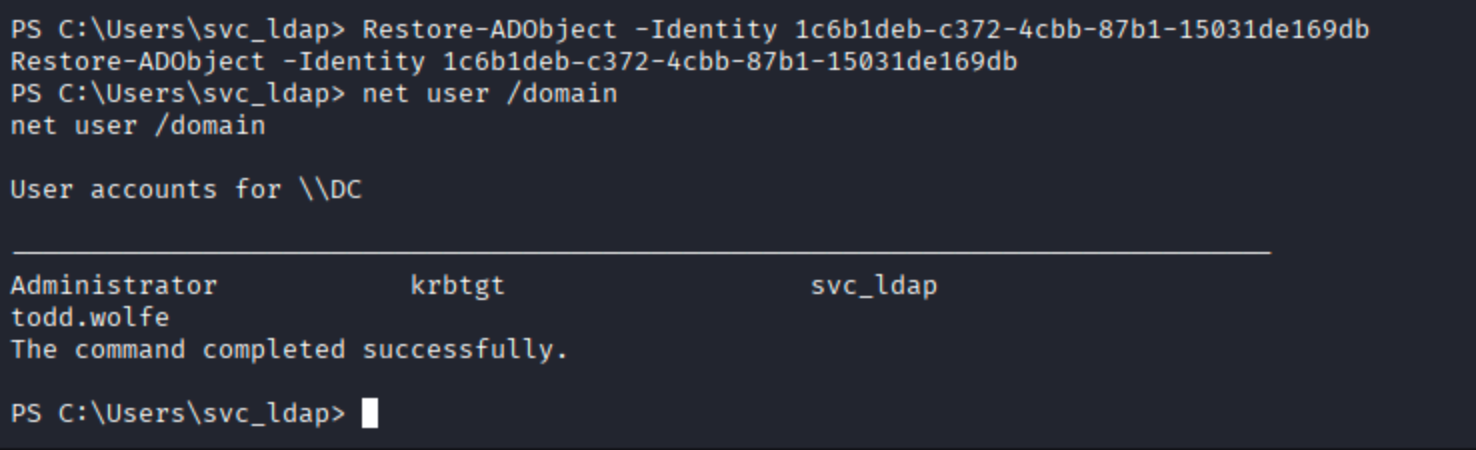 PS C:\Users\svc_ldap> Restore-ADObject -Identity 1c6b1deb-c372-4cbb-87b1-15031de169db
Restore-ADObject -Identity 1c6b1deb-c372-4cbb-87b1-15031de169db
PS C:\Users\svc_ldap> net user /domain
net user /domain
User accounts for \\DC
Administrator krbtgt svc_ldap
todd.wolfe
The command completed successfully.
PS C:\Users\svc_ldap>